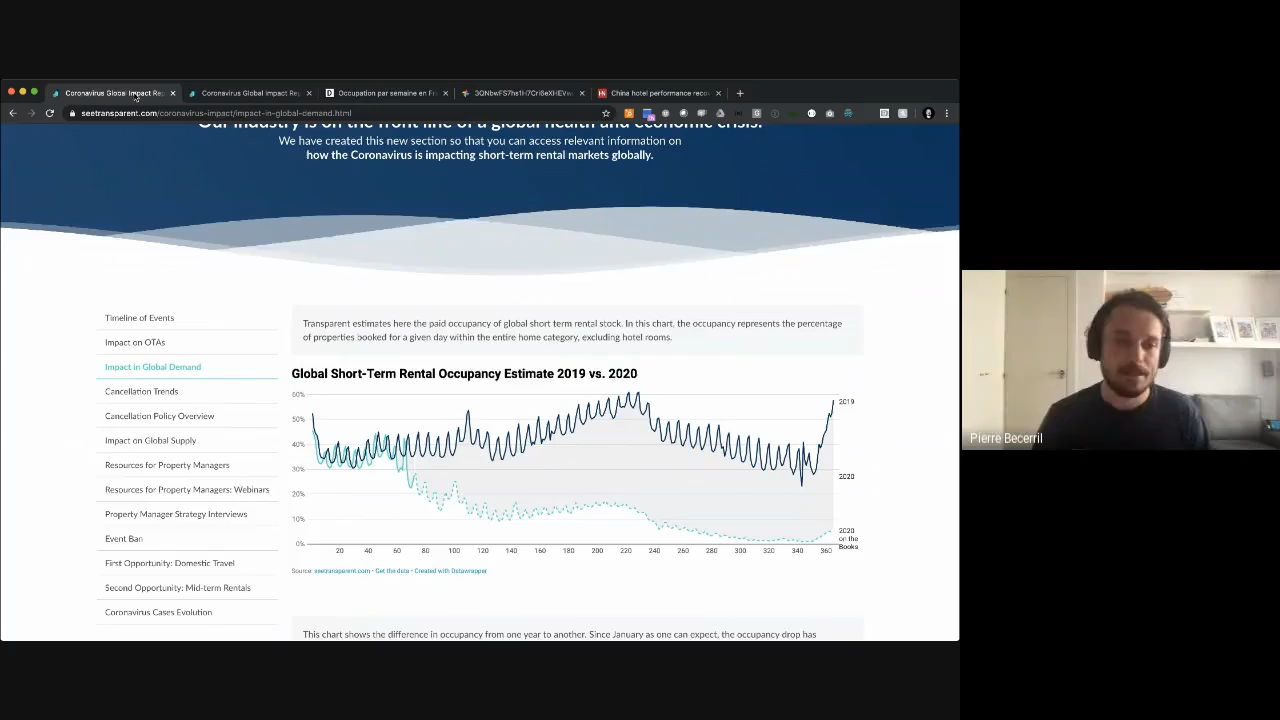 Coronavirus Global Impact Rep
Coronavirus Global Impact Rep
Occupation par semaine en Fr
China hotel performance reco
seetransparent.com/coronavirus-impact/impact-in-global-demand.html
Our industry is on the front line of a global health and economic crisis.
We have created this new section so that you can access relevant information on
how the Coronavirus is impacting short-term rental markets globally.
Timeline of Events
Impact on OTAs
Impact in Global Demand
Cancellation Trends
Cancellation Policy Overview
Impact on Global Supply
Resources for Property Managers
Resources for Property Managers: Webinars
Property Manager Strategy Interviews
Event Ban
First Opportunity: Domestic Travel
Second Opportunity: Mid-term Rentals
Coronavirus Cases Evolution
Transparent estimates here the paid occupancy of global short term rental stock. In this chart, the occupancy represents the percentage
of properties booked for a given day within the entire home category, excluding hotel rooms.
Global Short-Term Rental Occupancy Estimate 2019 vs. 2020
60%
50%
40%
30%
20%
10%
0%
2019
2020
2020
on the
Books
20 40 60 80 100 120 140 160 180 200 220 240 260 280 300 320 340 360
Source: seetransparent.com • Get the data • Created with Datawrapper
This chart shows the difference in occupancy from one year to another. Since January as one can expect, the occupancy drop has
Pierre Becerril